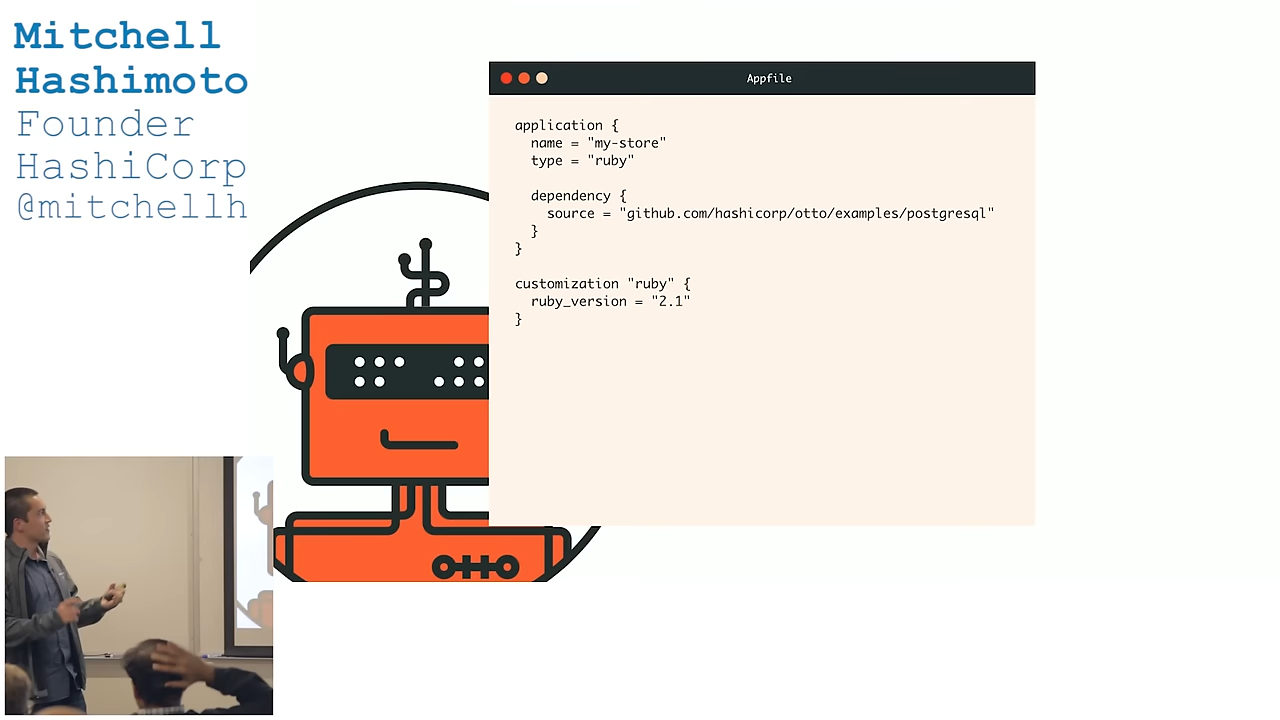 Mitchell
Hashimoto
Founder
HashiCorp
@mitchellh
Appfile
application {
  name = "my-store"
  type = "ruby"
  dependency {
    source = "github.com/hashicorp/otto/examples/postgresql"
  }
}
customization "ruby" {
  ruby_version = "2.1"
}